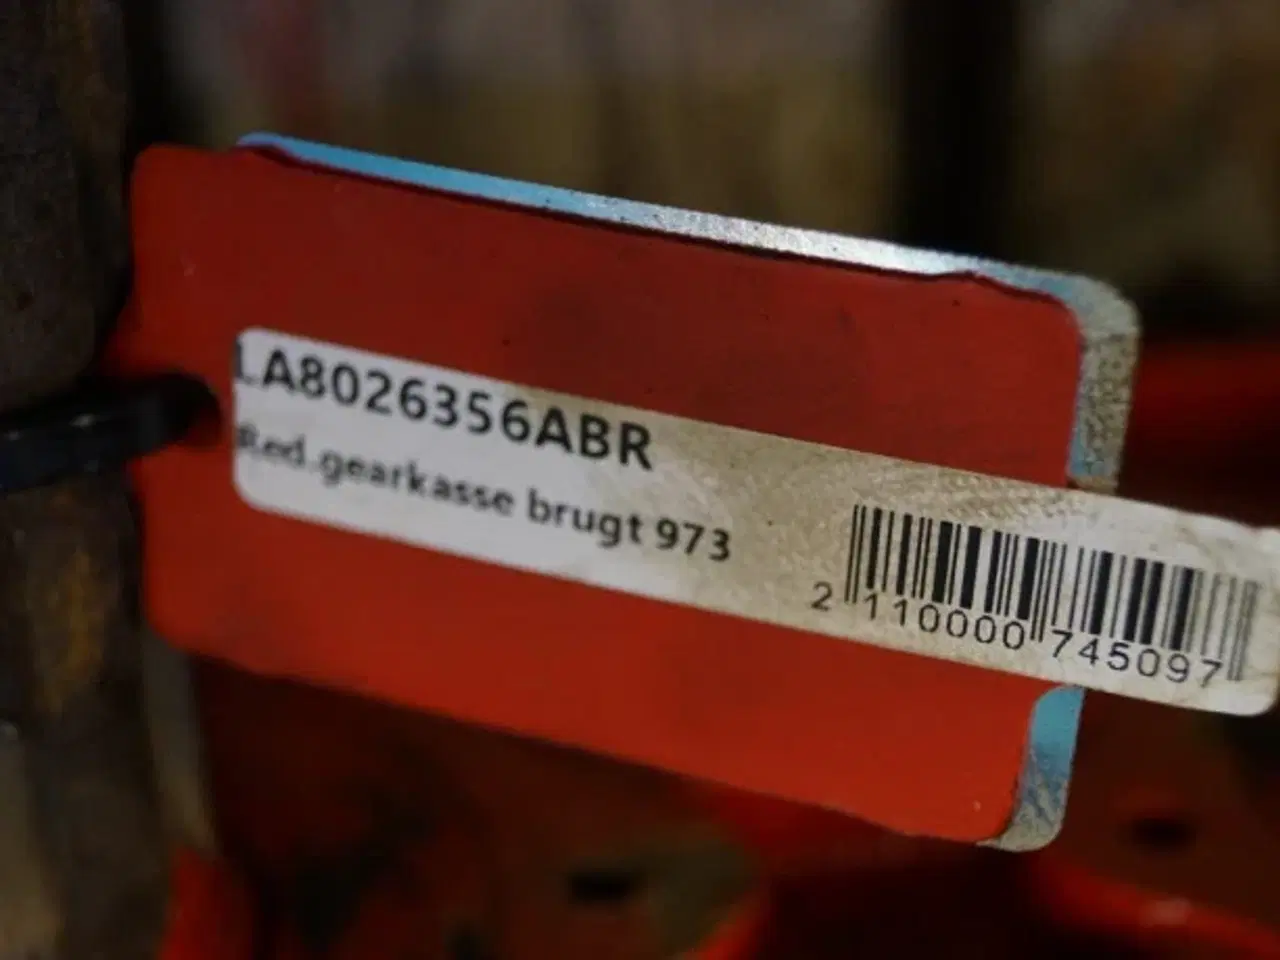 LA8026356ABR
Red.gearkasse brugt 973
2 110000 745097